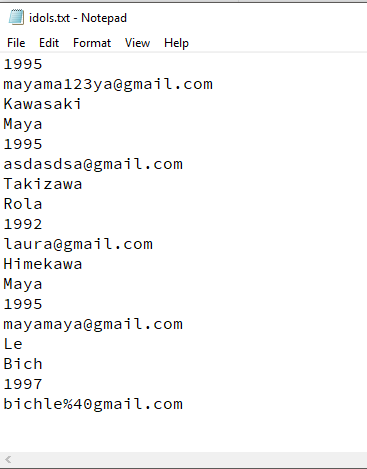 idols.txt - Notepad
File Edit Format View Help
1995
mayama123ya@gmail.com
Kawasaki
Maya
1995
asdasdsa@gmail.com
Takizawa
Rola
1992
laura@gmail.com
Himekawa
Maya
1995
mayamaya@gmail.com
Le
Bich
1997
bichle%40gmail.com